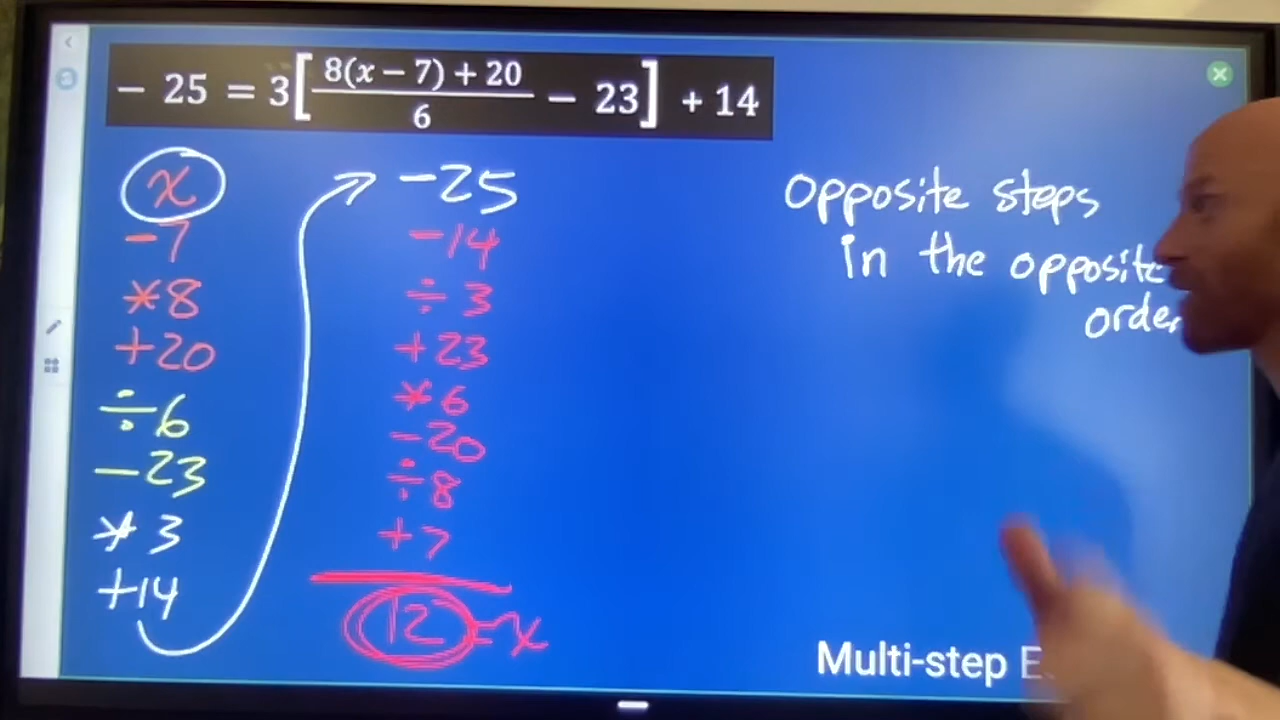 − 25 = 3[ 8(x − 7) + 20 / 6 − 23 ] + 14
x
-7
*8
+20
÷6
-23
*3
+14
-25
-14
÷3
+23
*6
-20
÷8
+7
12 = x
opposite steps
in the opposite
order
Multi-step